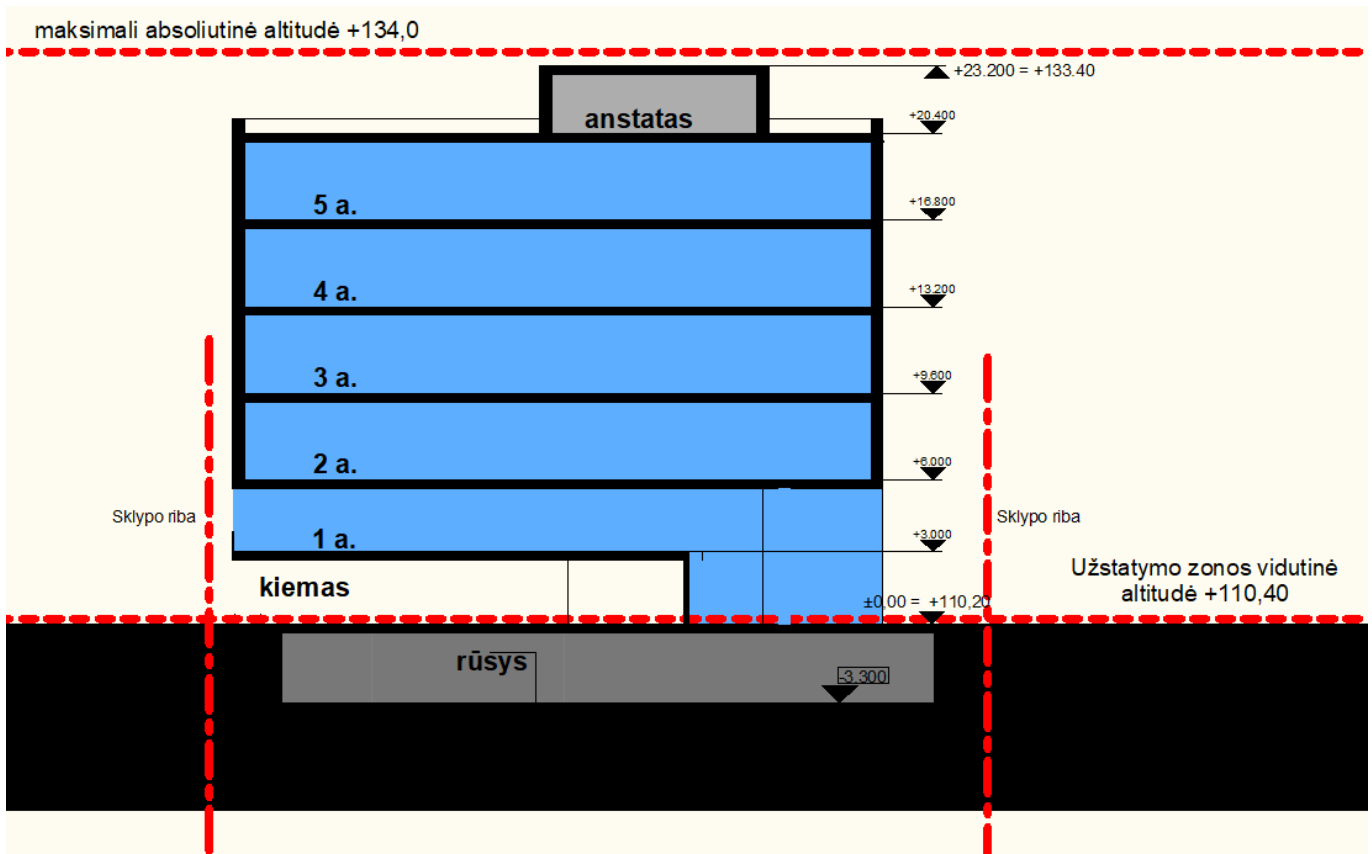 maksimali absoliutinė altitudė +134,0
+23.200 = +133.40
anstatas
+20.400
5 a.
+16.800
4 a.
+13.200
3 a.
+9.600
2 a.
+6.000
Sklypo riba
Sklypo riba
1 a.
+3.000
kiemas
Užstatymo zonos vidutinė
altitudė +110,40
±0,00 = +110,20
rūsys
-3.300